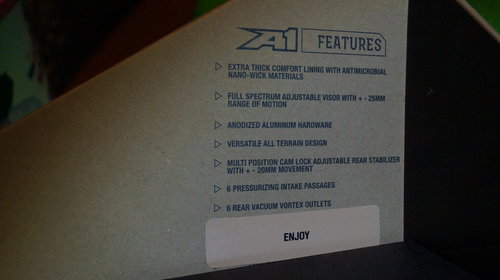 A1 FEATURES
EXTRA THICK COMFORT LINING WITH ANTIMICROBIAL
NANO-WICK MATERIALS
FULL SPECTRUM ADJUSTABLE VISOR WITH + - 25MM
RANGE OF MOTION
ANODIZED ALUMINUM HARDWARE
VERSATILE ALL TERRAIN DESIGN
MULTI POSITION CAM LOCK ADJUSTABLE REAR STABILIZER
WITH + - 20MM MOVEMENT
6 PRESSURIZING INTAKE PASSAGES
6 REAR VACUUM VORTEX OUTLETS
ENJOY